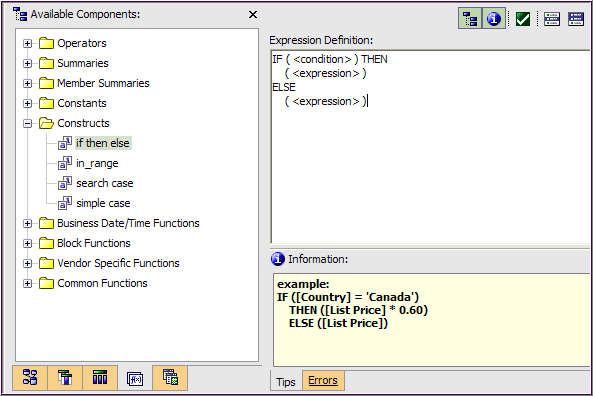 Available Components:
Operators
Summaries
Member Summaries
Constants
Constructs
if then else
in_range
search case
simple case
Business Date/Time Functions
Block Functions
Vendor Specific Functions
Common Functions
f(x)
Expression Definition:
IF ( <condition> ) THEN
( <expression> )
ELSE
( <expression> )
Information:
example:
IF ([Country] = 'Canada')
THEN ([List Price] * 0.60)
ELSE ([List Price])
Tips
Errors